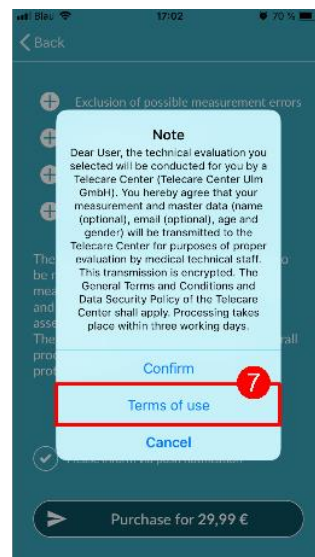 Blau 17:02 70 %
Back
Exclusion of possible measurement errors
Note
Dear User, the technical evaluation you
selected will be conducted for you by a
Telecare Center (Telecare Center Ulm
GmbH). You hereby agree that your
measurement and master data (name
(optional), email (optional), age and
gender) will be transmitted to the
Telecare Center for purposes of proper
evaluation by medical technical staff.
This transmission is encrypted. The
General Terms and Conditions and
Data Security Policy of the Telecare
Center shall apply. Processing takes
place within three working days.
Confirm
7
Terms of use
Cancel
Purchase for 29,99 €